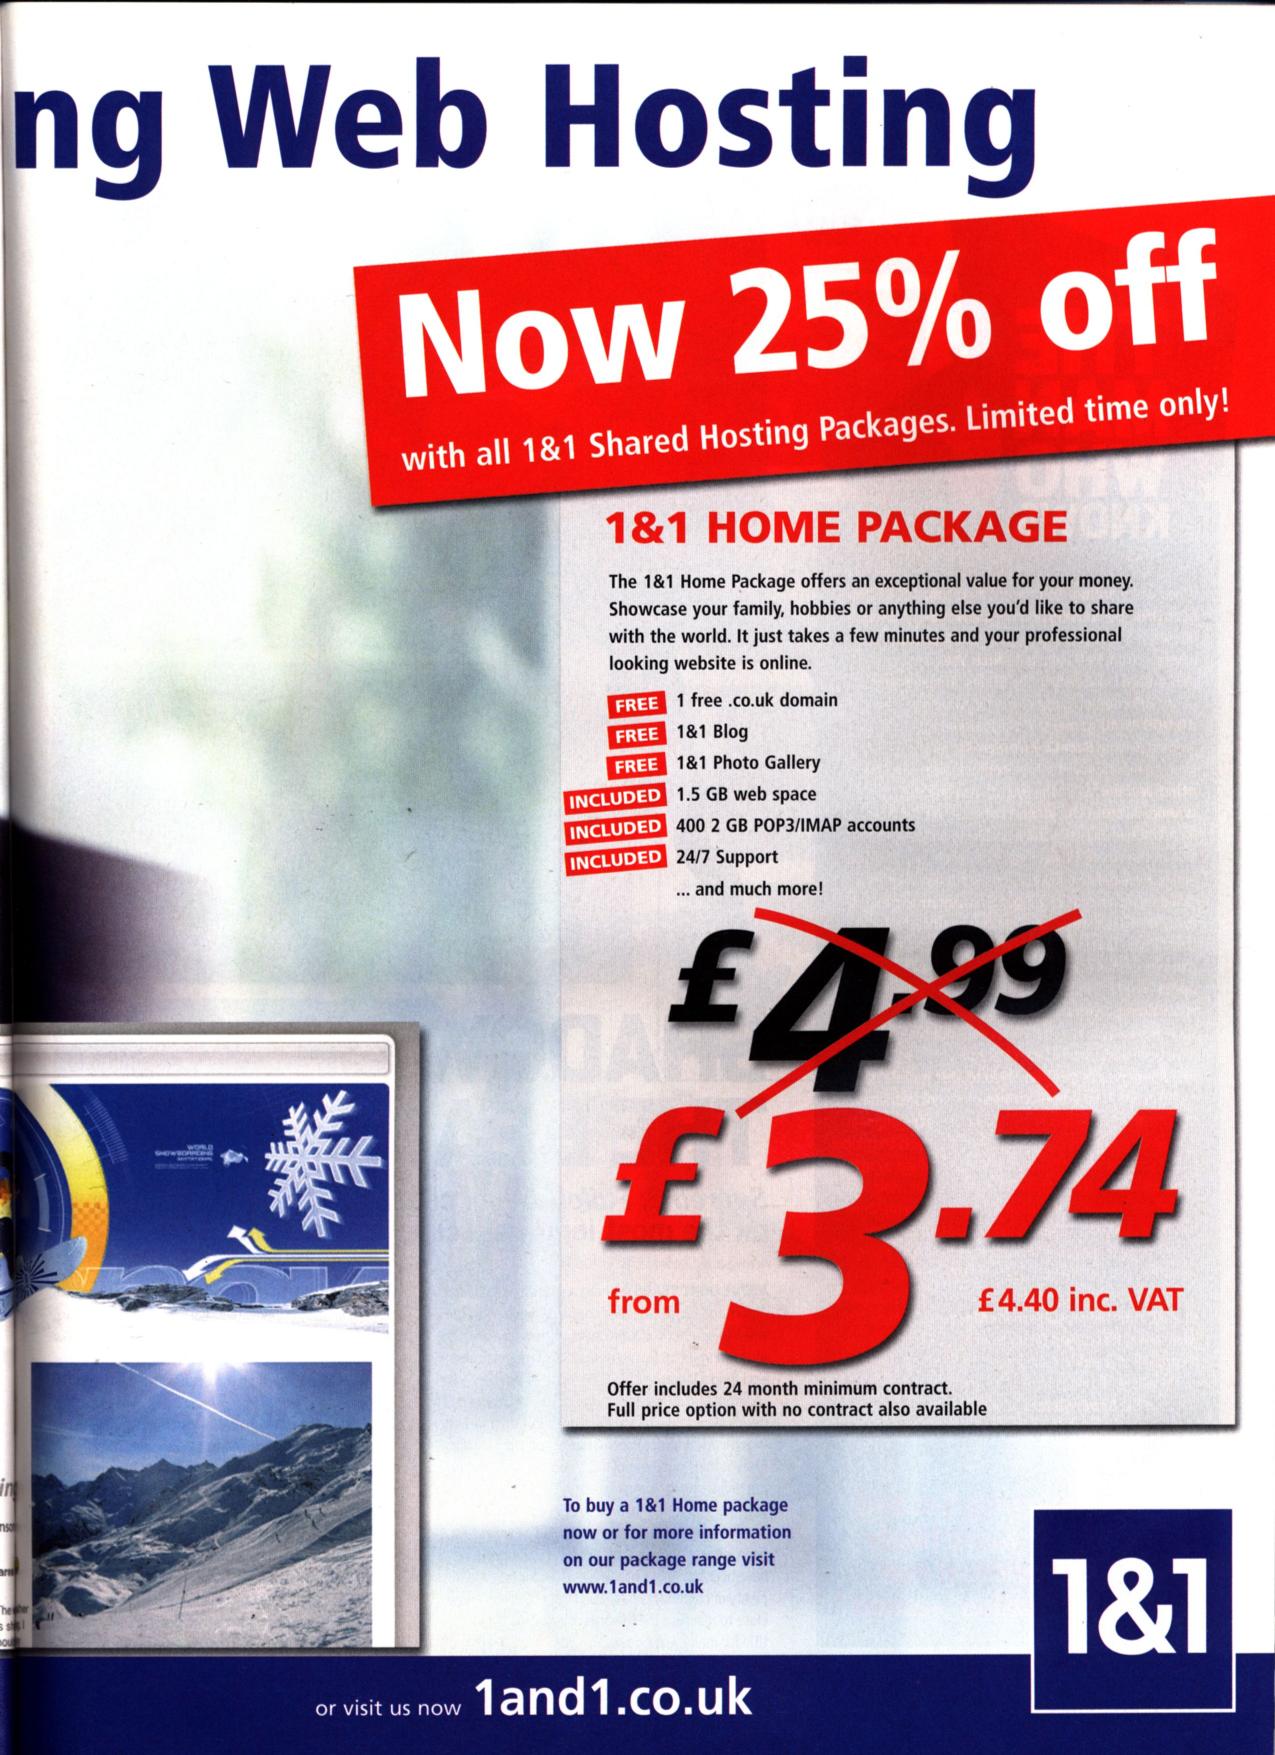 ng Web Hosting
Now 25% off
with all 1&1 Shared Hosting Packages. Limited time only!
1&1 HOME PACKAGE
The 1&1 Home Package offers an exceptional value for your money.
Showcase your family, hobbies or anything else you'd like to share
with the world. It just takes a few minutes and your professional
looking website is online.
FREE 1 free .co.uk domain
FREE 1&1 Blog
FREE 1&1 Photo Gallery
INCLUDED 1.5 GB web space
INCLUDED 400 2 GB POP3/IMAP accounts
INCLUDED 24/7 Support
... and much more!
£4.99
£3.74
from
£4.40 inc. VAT
WORLD
SNOWBOARDING
INVITATIONAL
Offer includes 24 month minimum contract.
Full price option with no contract also available
To buy a 1&1 Home package
now or for more information
on our package range visit
www.1and1.co.uk
1&1
or visit us now 1and1.co.uk